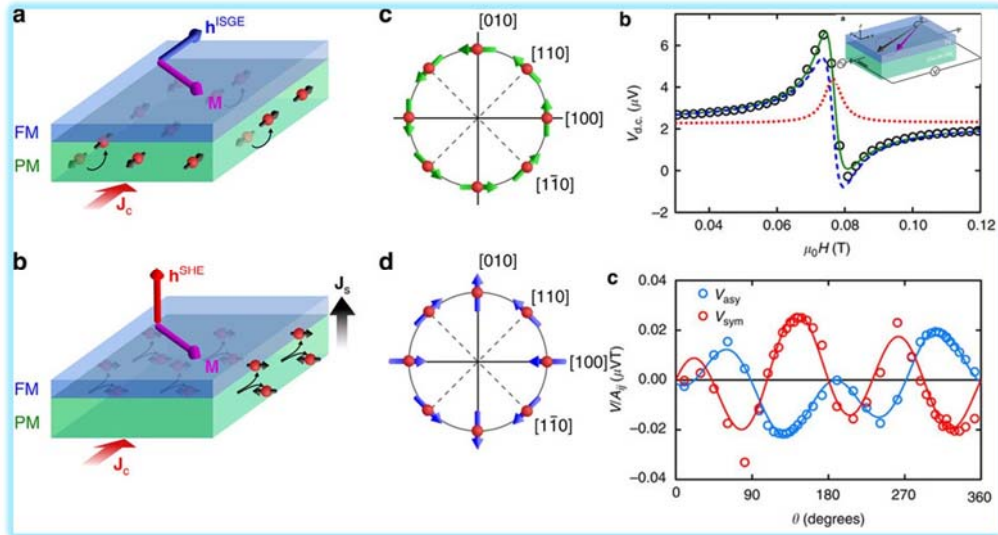 a
h^ISGE
M
FM
PM
J_c
b
h^SHE
J_s
M
FM
PM
J_c
c
[010]
[110]
[100]
[11̄0]
d
[010]
[110]
[100]
[11̄0]
b
V_d.c. (μV)
6
4
2
0
−2
0.04 0.06 0.08 0.10 0.12
μ₀H (T)
a
V
c
V_asy
V_sym
V/A_ij (μVT)
0.04
0.02
0.00
−0.02
−0.04
0 90 180 270 360
θ (degrees)